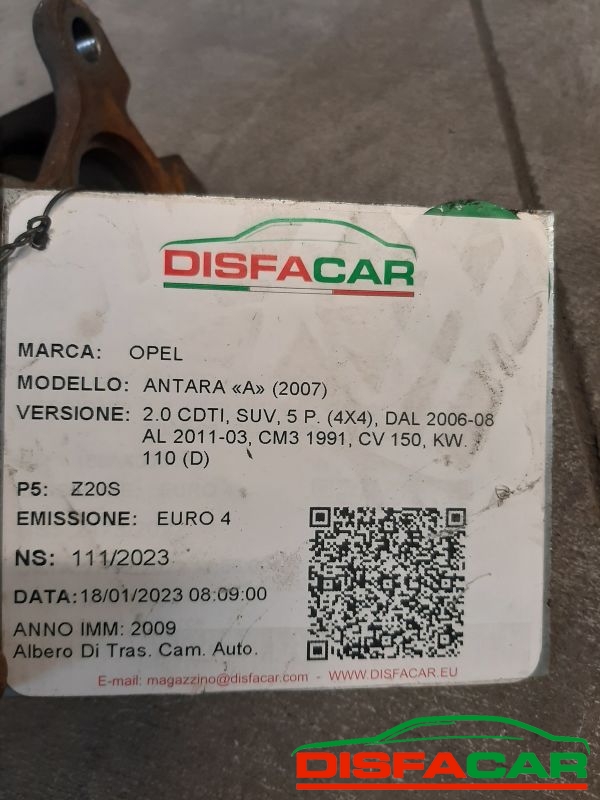 DISFACAR
MARCA: OPEL
MODELLO: ANTARA «A» (2007)
VERSIONE: 2.0 CDTI, SUV, 5 P. (4X4), DAL 2006-08
AL 2011-03, CM3 1991, CV 150, KW.
110 (D)
P5: Z20S
EMISSIONE: EURO 4
NS: 111/2023
DATA:18/01/2023 08:09:00
ANNO IMM: 2009
Albero Di Tras. Cam. Auto.
E-mail: magazzino@disfacar.com - WWW.DISFACAR.EU
DISFACAR